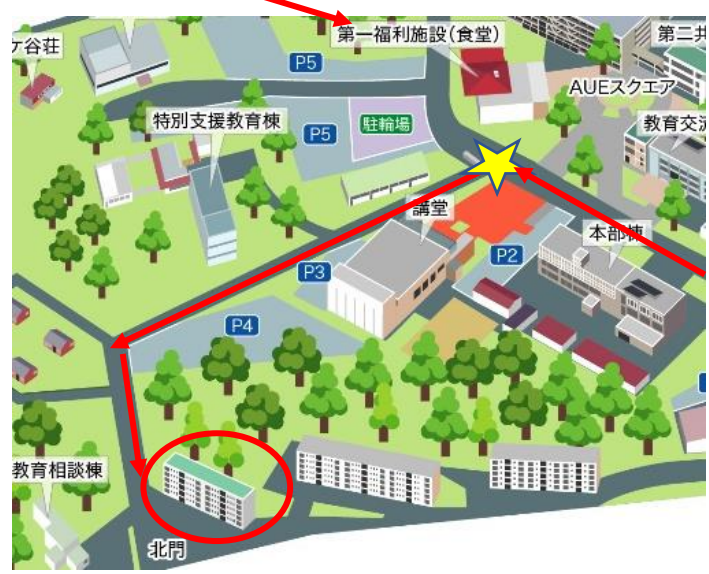 ケ谷荘
P5
第一福利施設(食堂)
第二共
AUEスクエア
特別支援教育棟
P5
駐輪場
教育交流
講堂
本部棟
P3
P2
P4
教育相談棟
北門